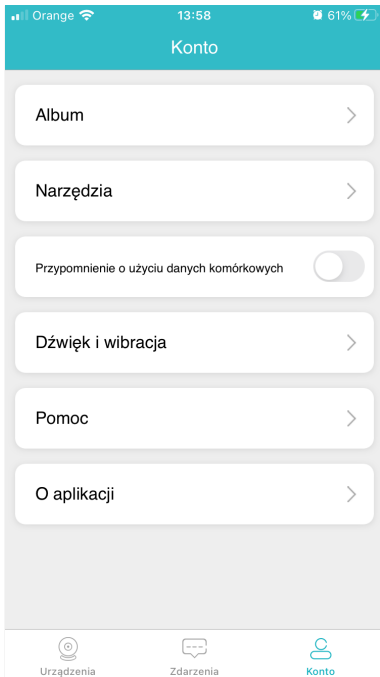 Orange 13:58 61%
Konto
Album
Narzędzia
Przypomnienie o użyciu danych komórkowych
Dźwięk i wibracja
Pomoc
O aplikacji
Urządzenia Zdarzenia Konto